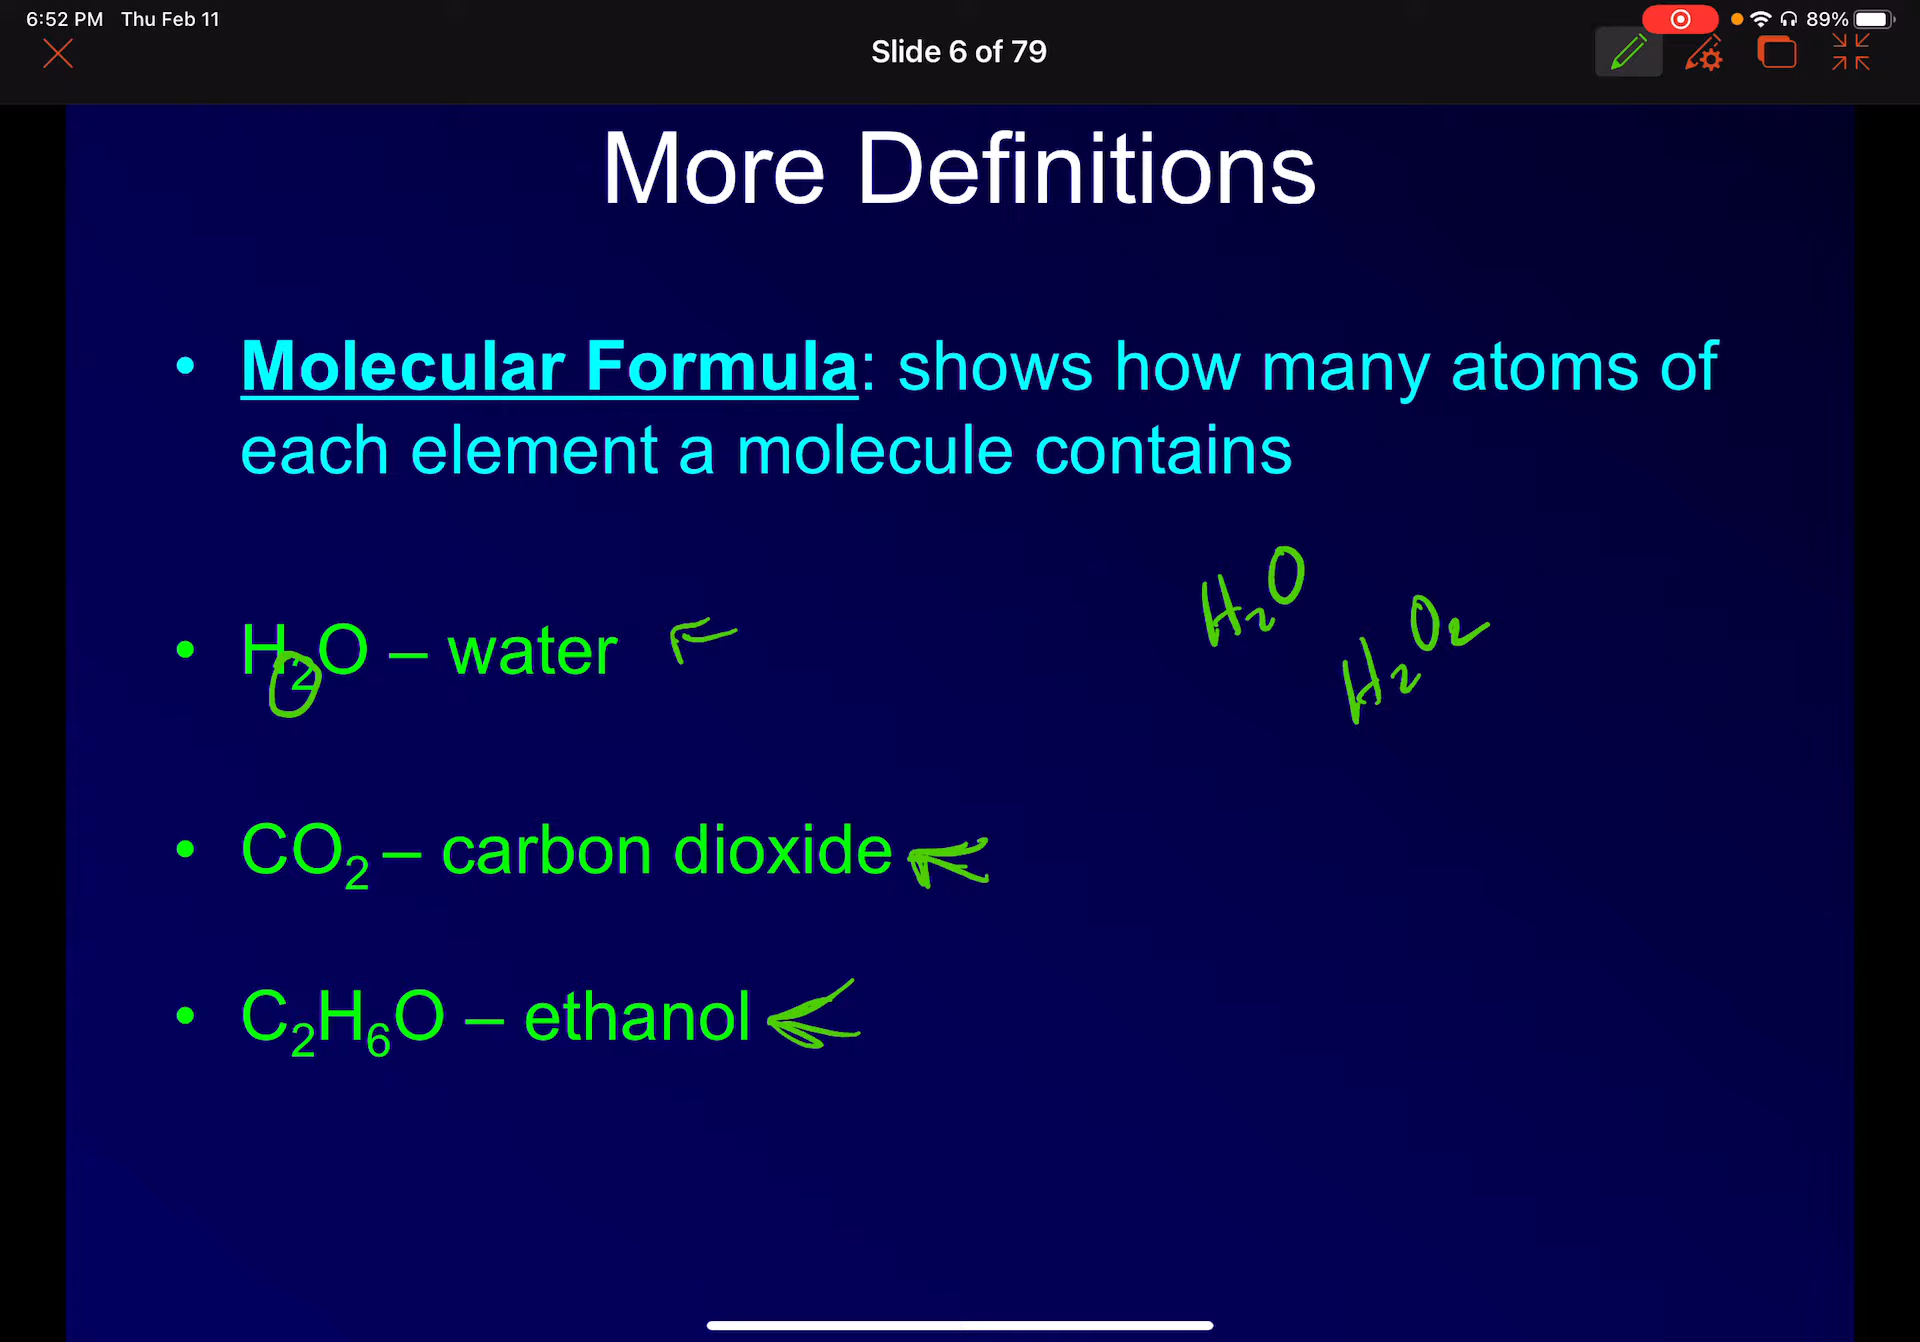 6:52 PM Thu Feb 11
89%
Slide 6 of 79
More Definitions
• Molecular Formula: shows how many atoms of
each element a molecule contains
H₂O
H₂O₂
• H₂O – water
• CO₂ – carbon dioxide
• C₂H₆O – ethanol